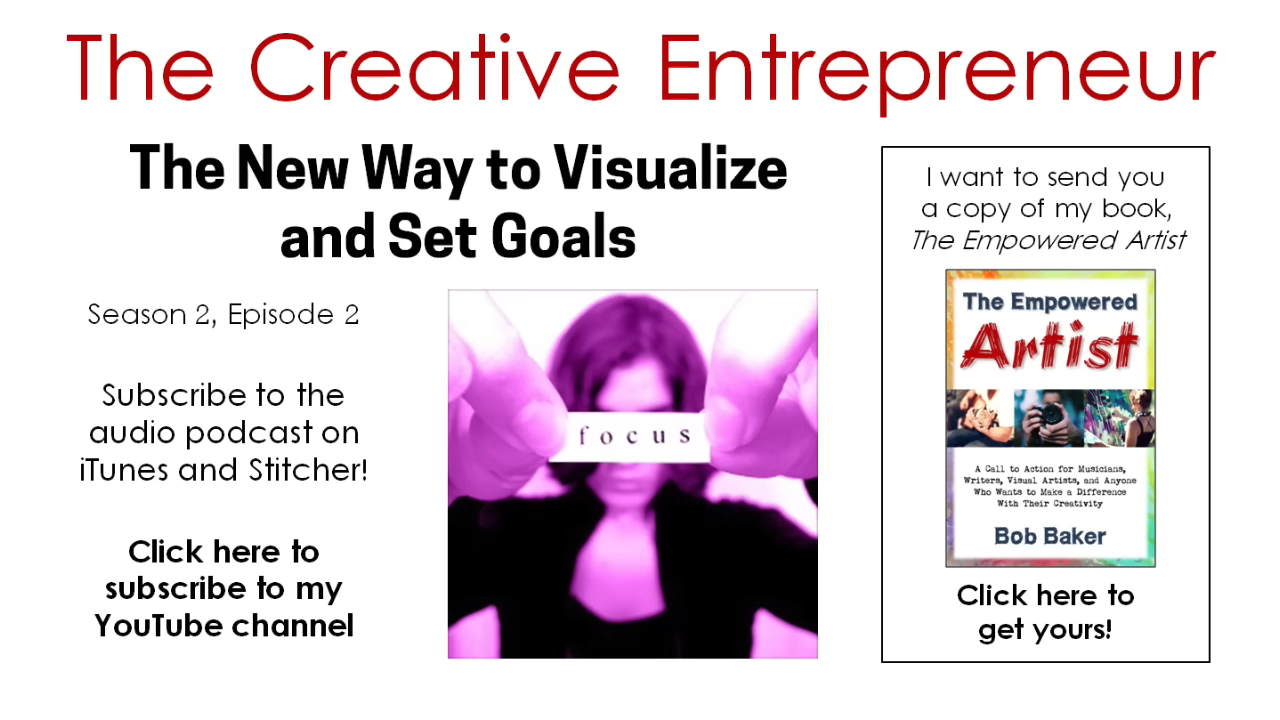 The Creative Entrepreneur
The New Way to Visualize
and Set Goals
Season 2, Episode 2
Subscribe to the
audio podcast on
iTunes and Stitcher!
Click here to
subscribe to my
YouTube channel
focus
I want to send you
a copy of my book,
The Empowered Artist
The Empowered
Artist
A Call to Action for Musicians,
Writers, Visual Artists, and Anyone
Who Wants to Make a Difference
With Their Creativity
Bob Baker
Click here to
get yours!